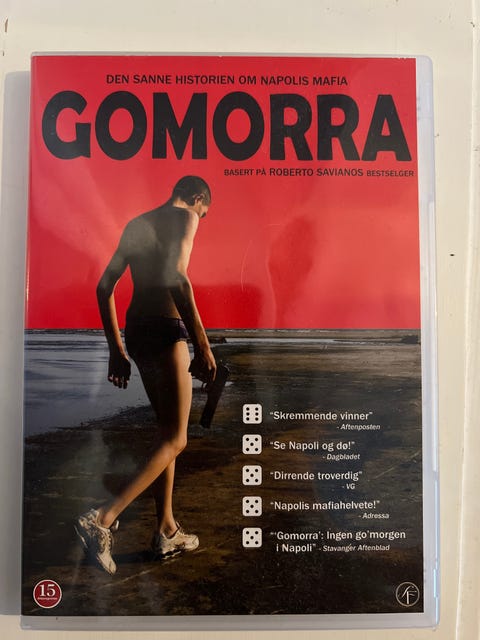 DEN SANNE HISTORIEN OM NAPOLIS MAFIA
GOMORRA
BASERT PÅ ROBERTO SAVIANOS BESTSELGER
"Skremmende vinner"
- Aftenposten
"Se Napoli og dø!"
- Dagbladet
"Dirrende troverdig"
- VG
"Napolis mafiahelvete!"
- Adressa
"'Gomorra': Ingen go'morgen
i Napoli" - Stavanger Aftenblad
15